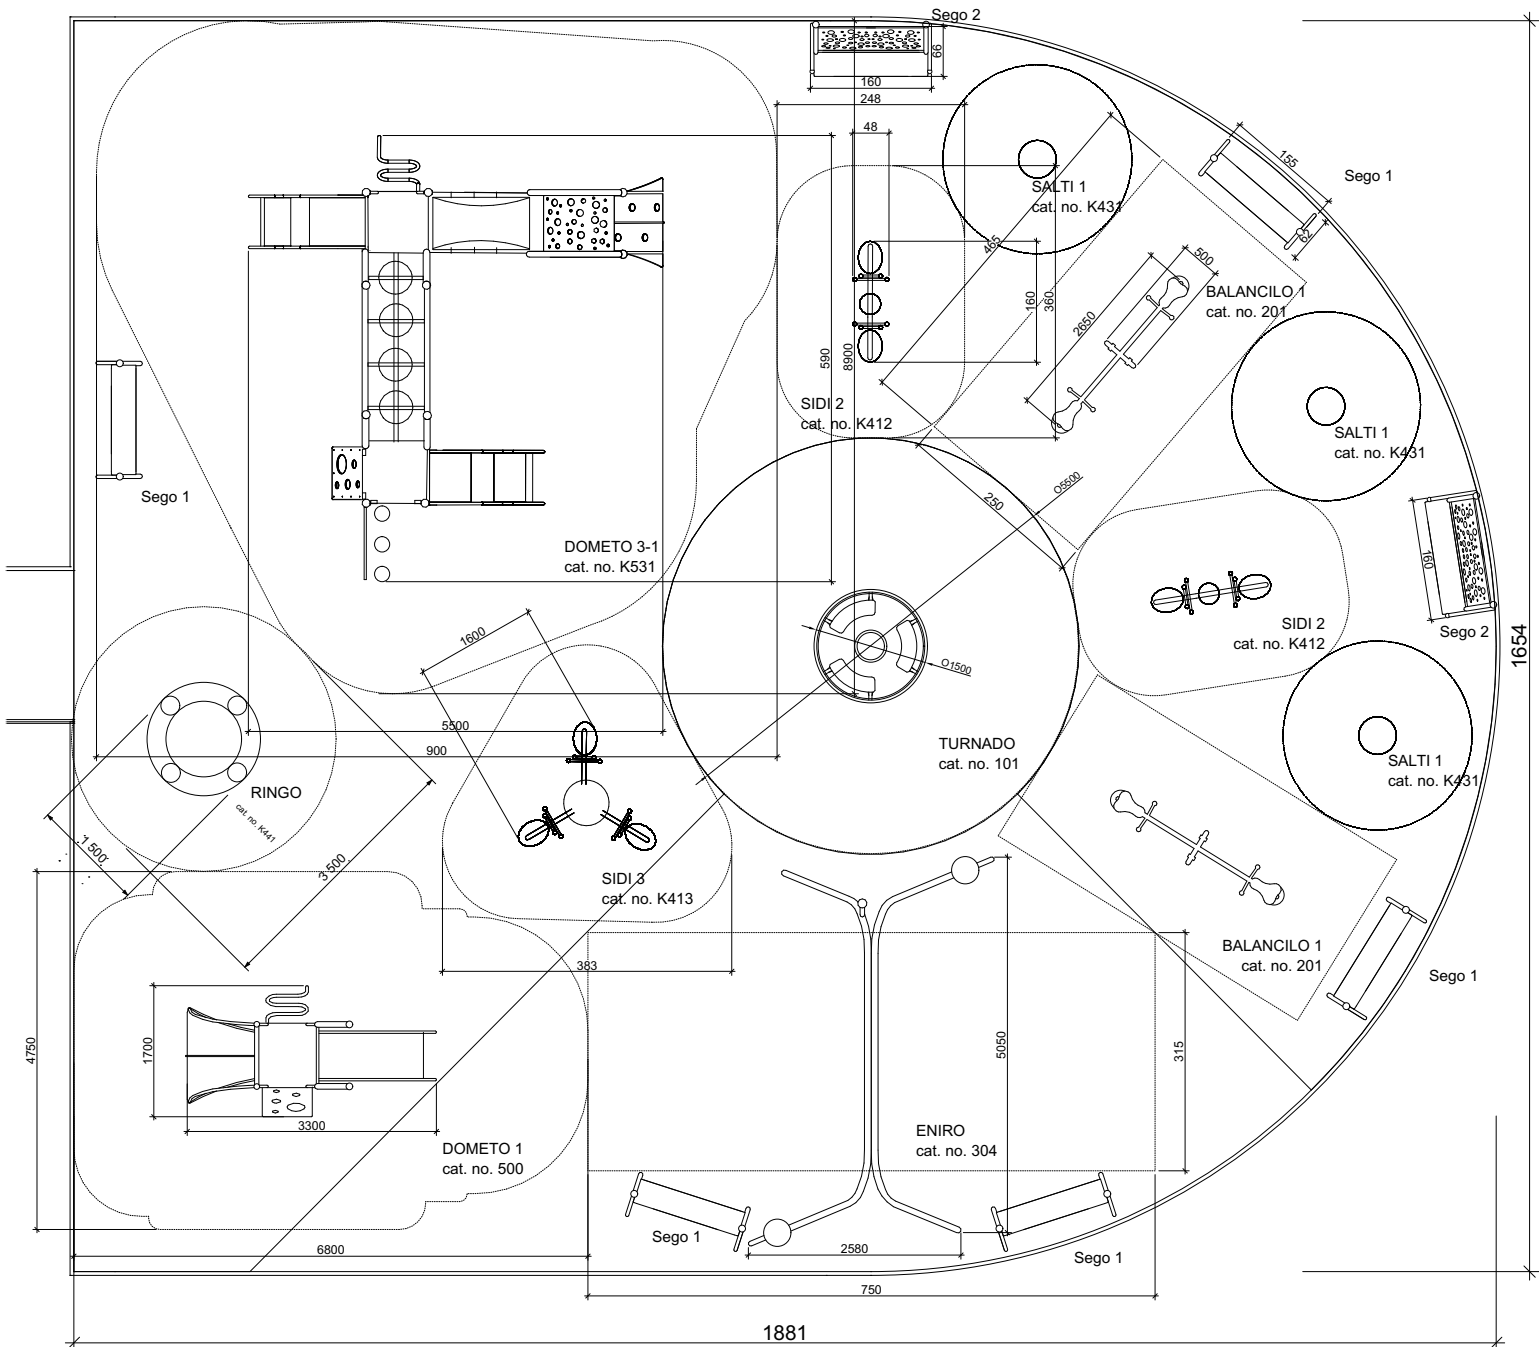 Sego 2
66
160
248
48
SALTI 1
cat. no. K431
155
Sego 1
62
465
500
BALANCILO 1
cat. no. 201
2650
160
360
590
8900
SIDI 2
cat. no. K412
SALTI 1
cat. no. K431
Sego 1
O5500
250
160
DOMETO 3-1
cat. no. K531
SIDI 2
cat. no. K412
Sego 2
1654
1600
O1500
5500
900
TURNADO
cat. no. 101
SALTI 1
cat. no. K431
RINGO
cat. no. K441
1 500
3 500
SIDI 3
cat. no. K413
383
BALANCILO 1
cat. no. 201
Sego 1
4750
1700
3300
DOMETO 1
cat. no. 500
5050
315
ENIRO
cat. no. 304
Sego 1
Sego 1
6800
2580
750
1881